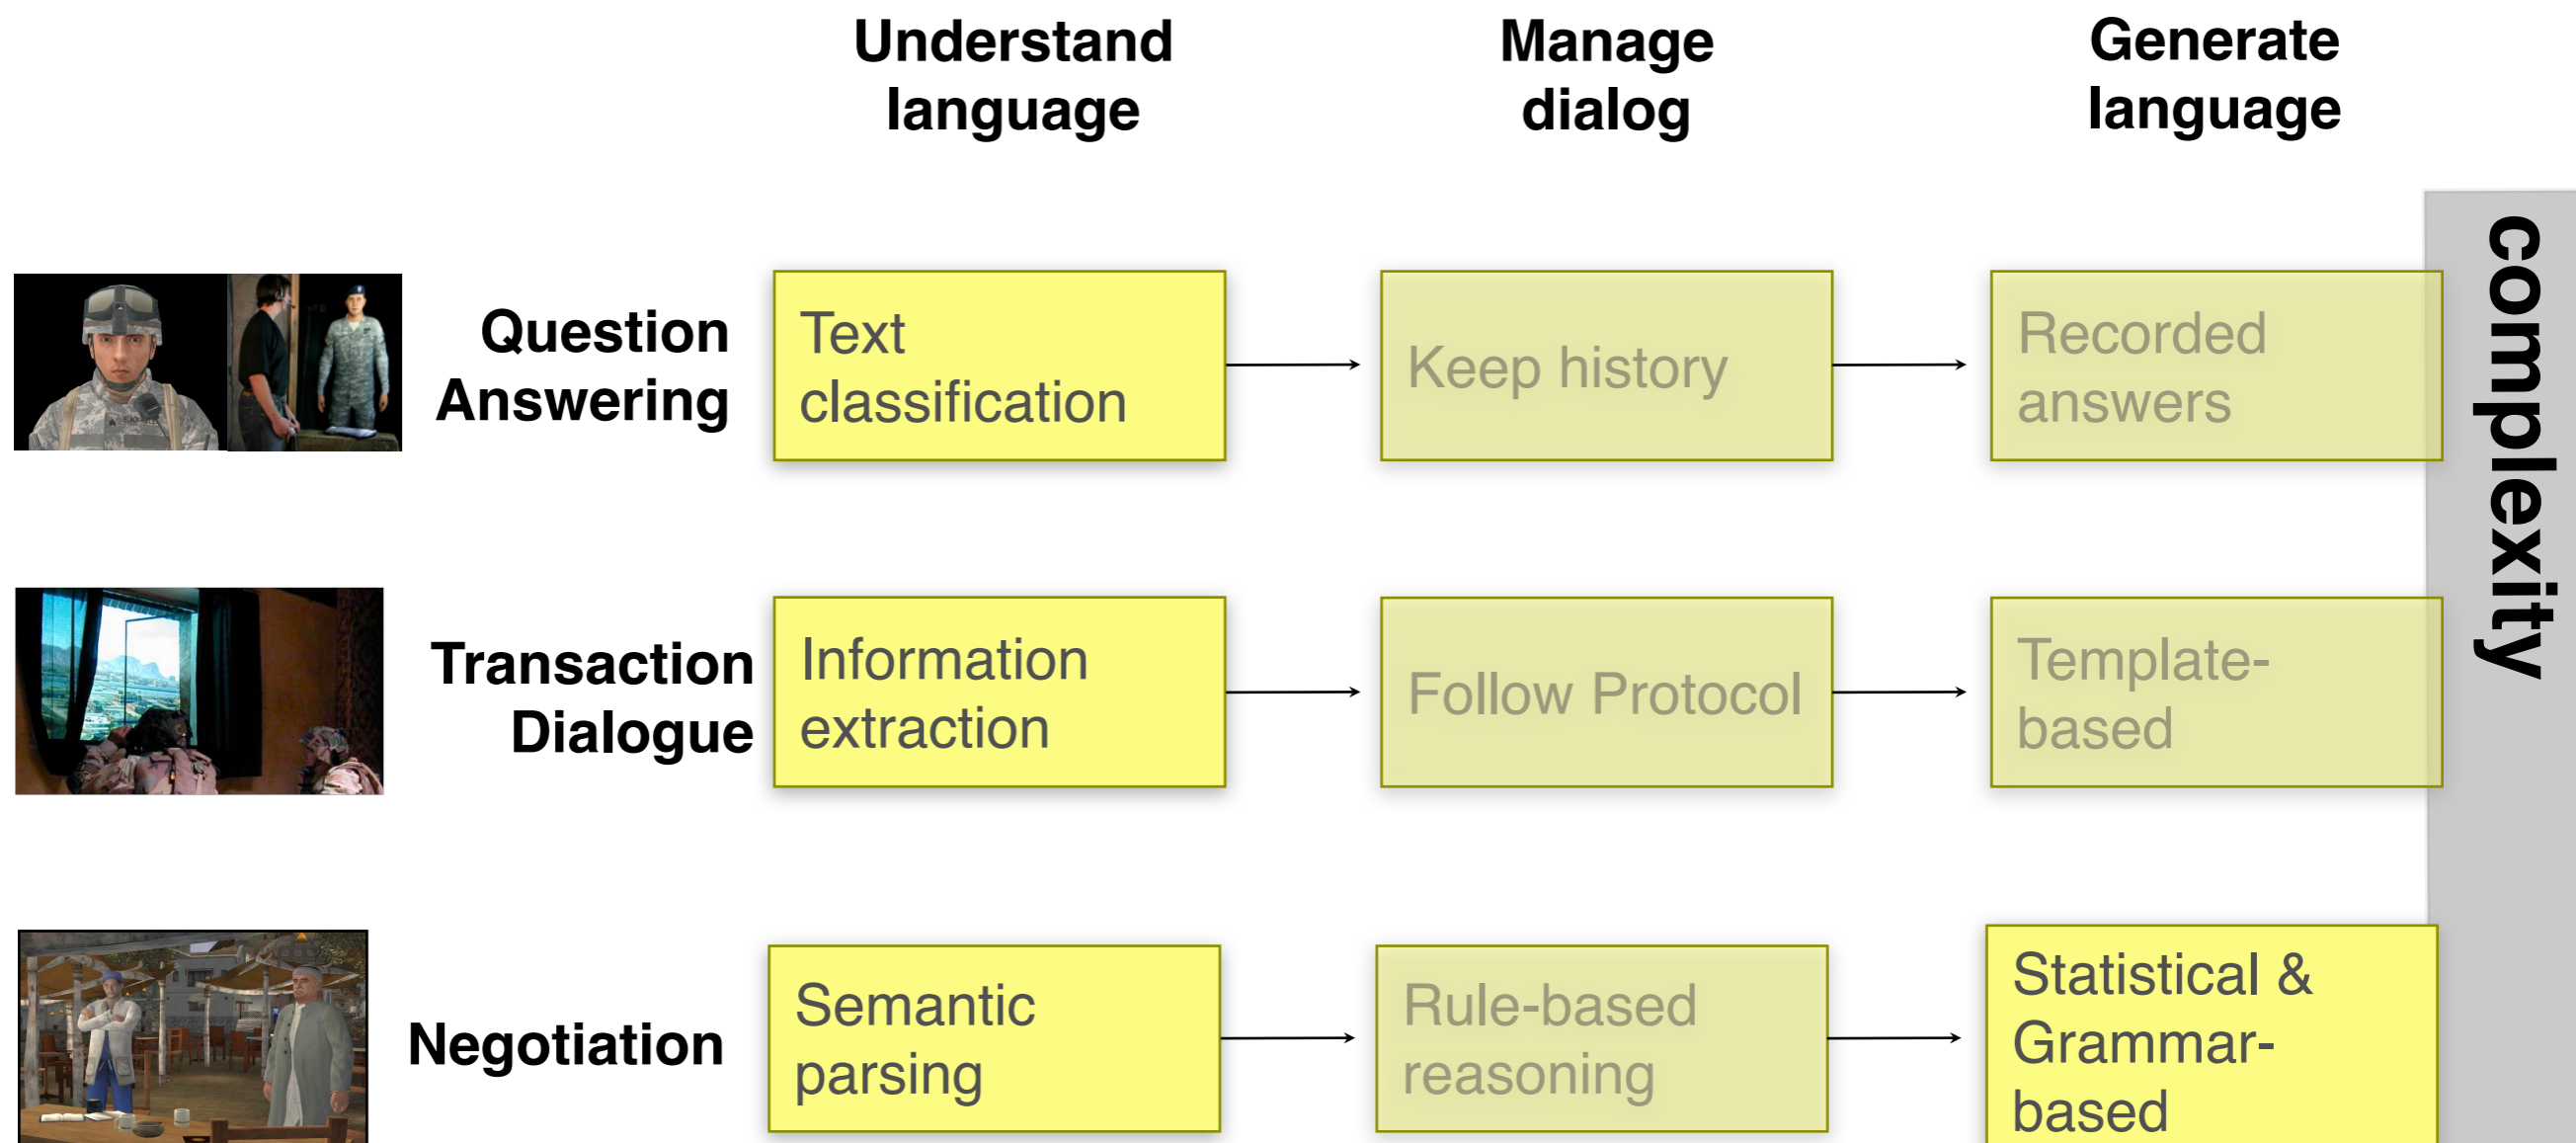 Understand
language
Manage
dialog
Generate
language
complexity
Question
Answering
Text
classification
Keep history
Recorded
answers
Transaction
Dialogue
Information
extraction
Follow Protocol
Template-
based
Negotiation
Semantic
parsing
Rule-based
reasoning
Statistical &
Grammar-
based